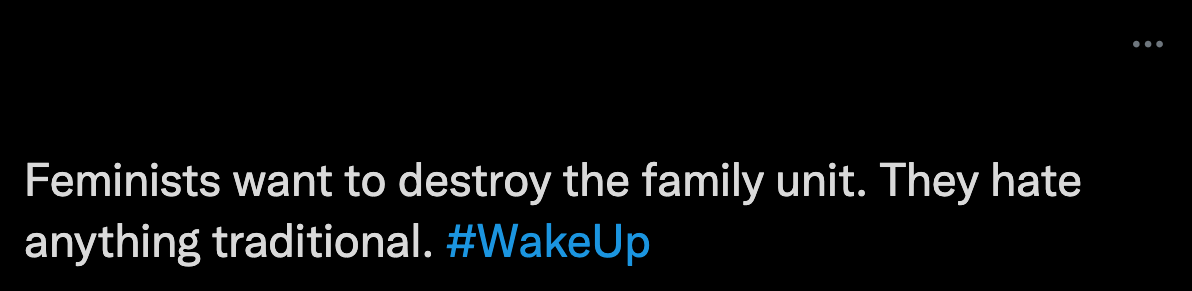 Feminists want to destroy the family unit. They hate
anything traditional. #WakeUp